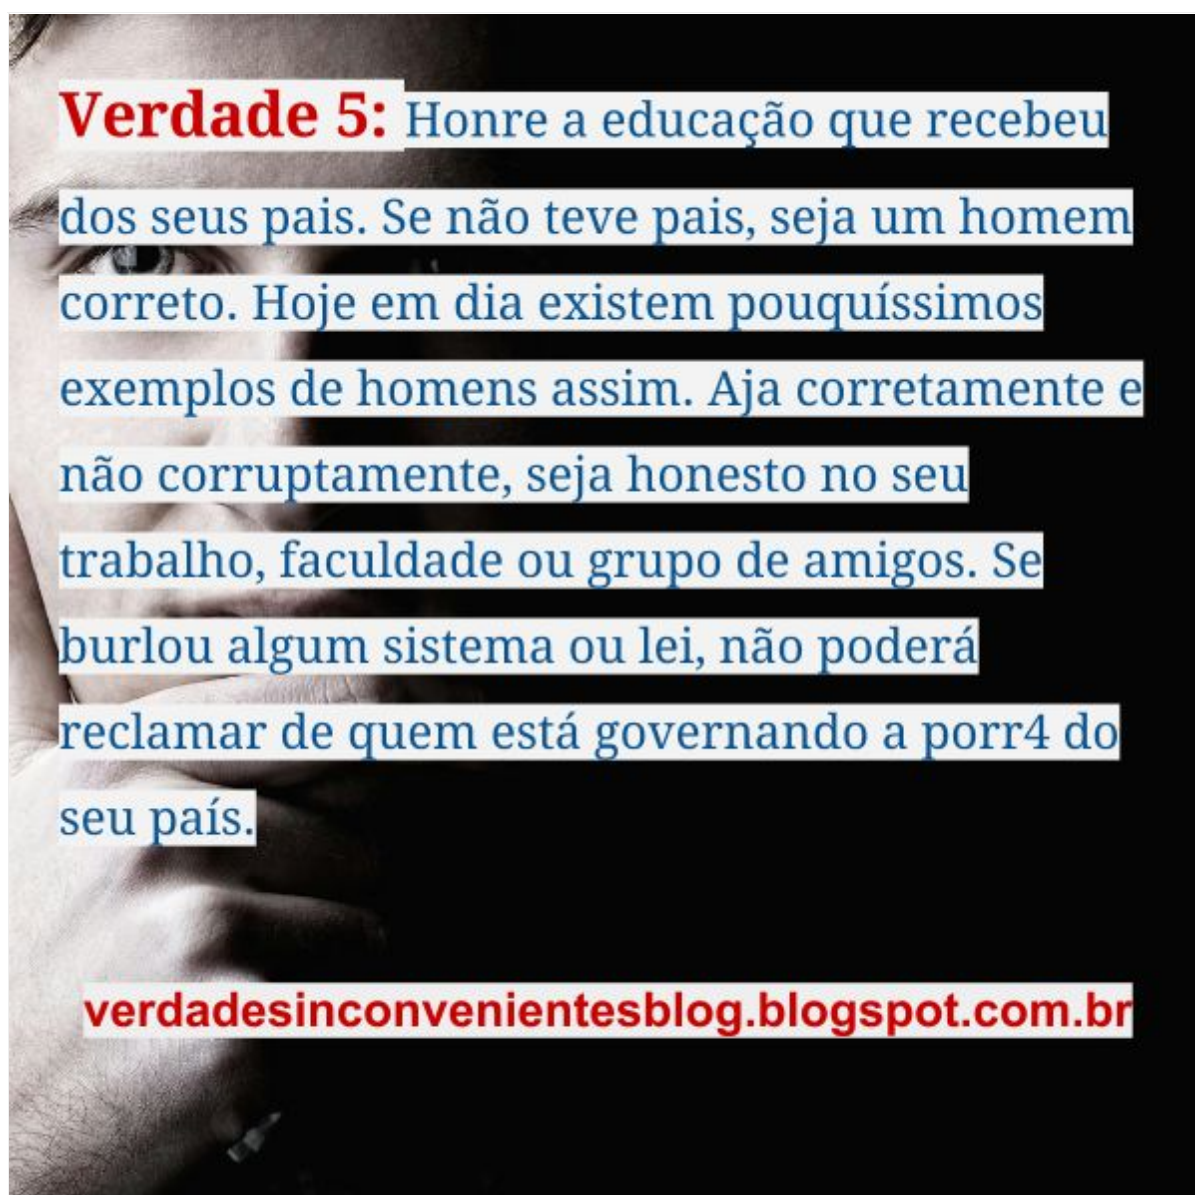 Verdade 5: Honre a educação que recebeu
dos seus pais. Se não teve pais, seja um homem
correto. Hoje em dia existem pouquíssimos
exemplos de homens assim. Aja corretamente e
não corruptamente, seja honesto no seu
trabalho, faculdade ou grupo de amigos. Se
burlou algum sistema ou lei, não poderá
reclamar de quem está governando a porr4 do
seu país.
verdadesinconvenientesblog.blogspot.com.br